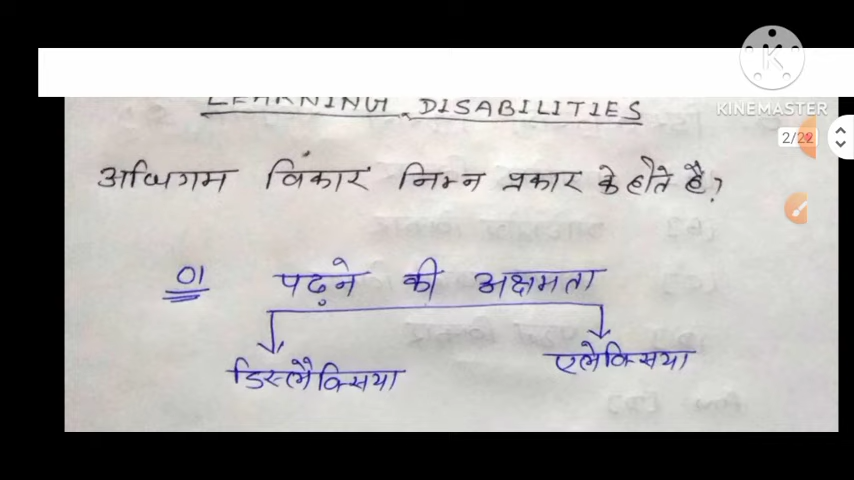 KINEMASTER
LEARNING DISABILITIES
2/22
अधिगम विंकार निम्न प्रकार के होते है?
01 पढ़ने की अक्षमता
डिस्लैक्सिया एलेक्सिया